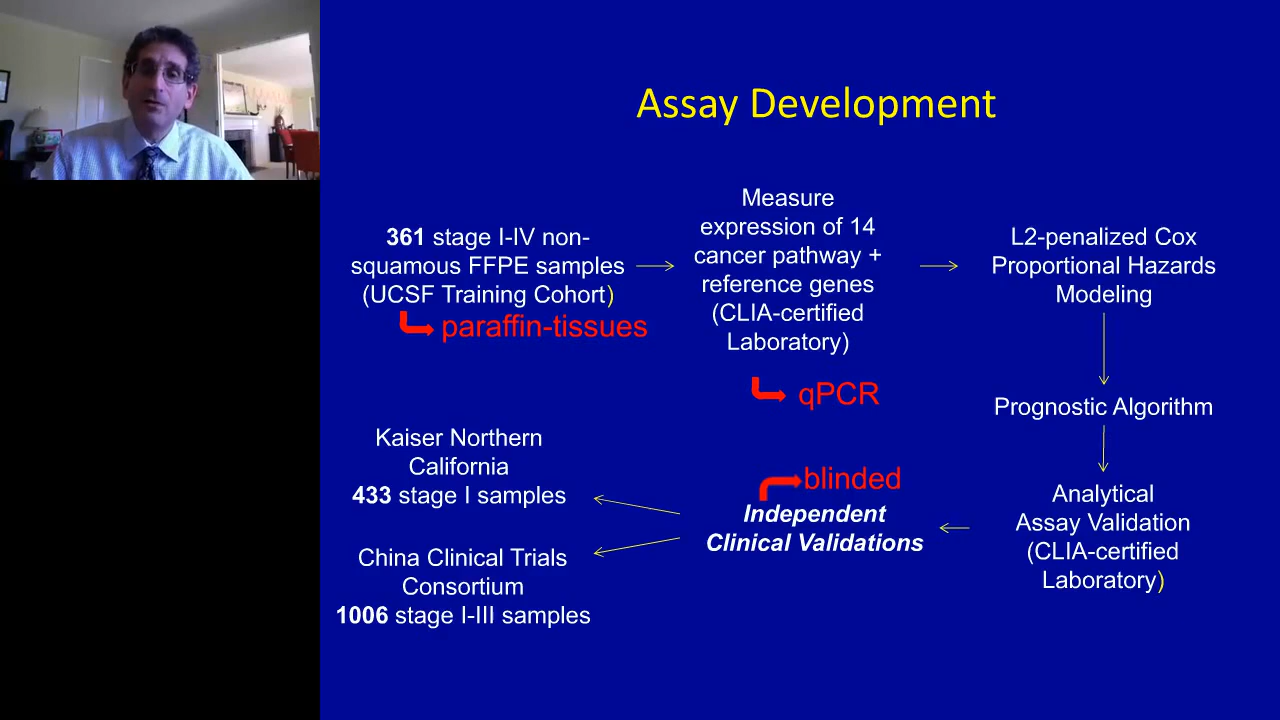 Assay Development
361 stage I-IV non-
squamous FFPE samples
(UCSF Training Cohort)
paraffin-tissues
Measure
expression of 14
cancer pathway +
reference genes
(CLIA-certified
Laboratory)
qPCR
L2-penalized Cox
Proportional Hazards
Modeling
Prognostic Algorithm
Analytical
Assay Validation
(CLIA-certified
Laboratory)
blinded
Independent
Clinical Validations
Kaiser Northern
California
433 stage I samples
China Clinical Trials
Consortium
1006 stage I-III samples